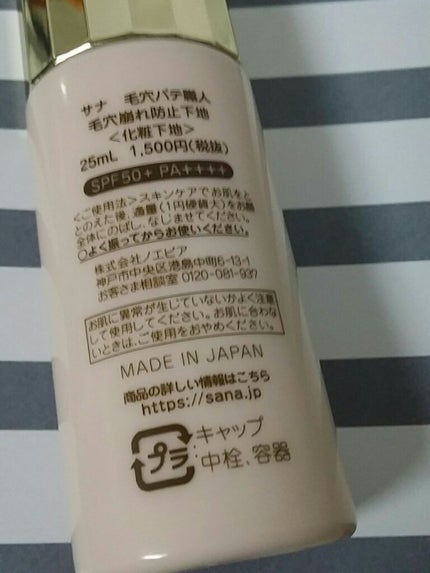 サナ 毛穴パテ職人
毛穴崩れ防止下地
<化粧下地>
25mL 1,500円(税抜)
SPF50+ PA++++
<ご使用法>スキンケアでお肌をと
とのえた後、適量(1円硬貨大)をお顔
全体にのばし、なじませてください。
○よく振ってからお使いください。
株式会社ノエビア
神戸市中央区港島中町6-13-1
お客さま相談室 0120-081-937
お肌に異常が生じていないかよく注意
して使用してください。お肌に合わな
いときは、ご使用をおやめください。
MADE IN JAPAN
商品の詳しい情報はこちら
https://sana.jp
プラ キャップ
中栓、容器